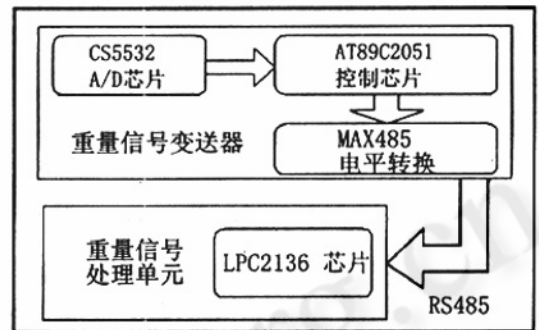 CS5532
A/D芯片
AT89C2051
控制芯片
重量信号变送器
MAX485
电平转换
重量信号
处理单元
LPC2136 芯片
RS485